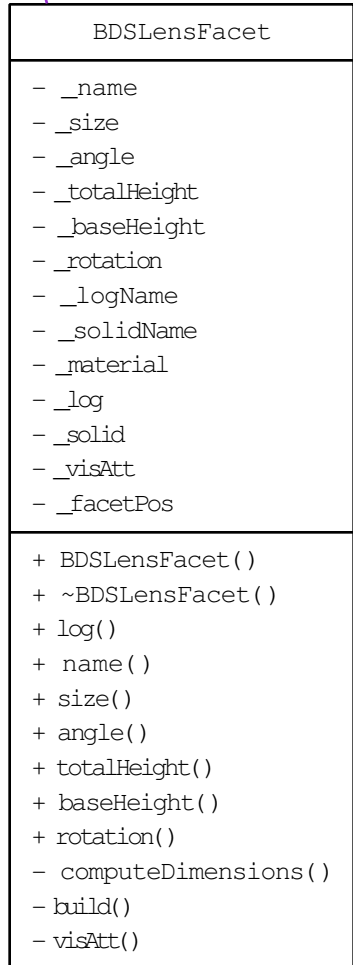 BDSLensFacet
- _name
- _size
- _angle
- _totalHeight
- _baseHeight
- _rotation
- _logName
- _solidName
- _material
- _log
- _solid
- _visAtt
- _facetPos
+ BDSLensFacet()
+ ~BDSLensFacet()
+ log()
+ name()
+ size()
+ angle()
+ totalHeight()
+ baseHeight()
+ rotation()
- computeDimensions()
- build()
- visAtt()